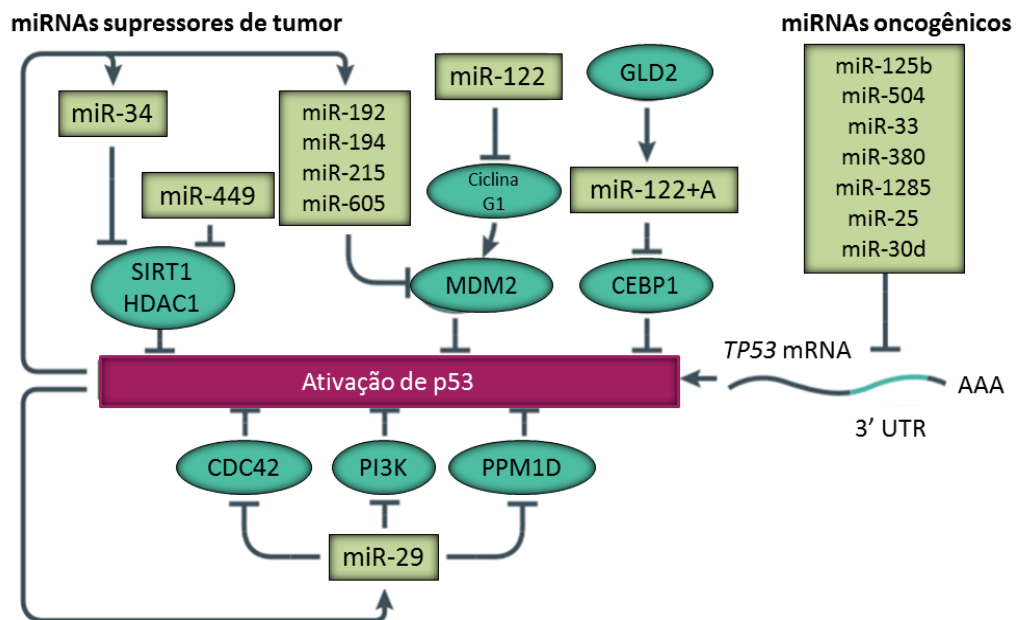 miRNAs supressores de tumor
miRNAs oncogênicos
miR-34
miR-449
miR-192
miR-194
miR-215
miR-605
miR-122
GLD2
Ciclina
G1
miR-122+A
miR-125b
miR-504
miR-33
miR-380
miR-1285
miR-25
miR-30d
SIRT1
HDAC1
MDM2
CEBP1
TP53 mRNA
AAA
3’ UTR
Ativação de p53
CDC42
PI3K
PPM1D
miR-29